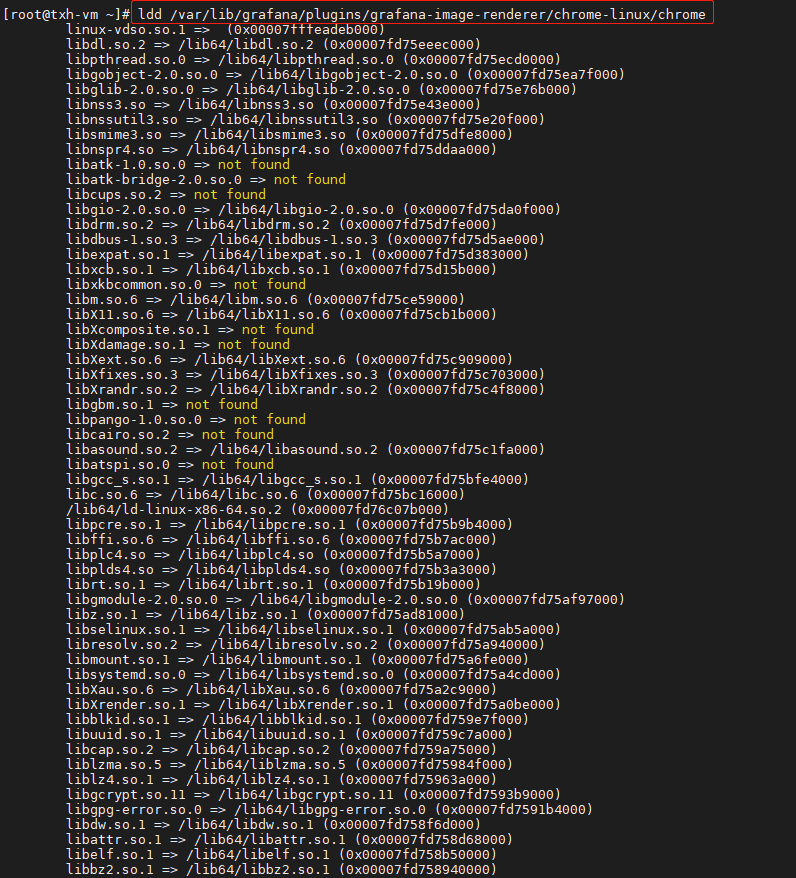 [root@txh-vm ~]# ldd /var/lib/grafana/plugins/grafana-image-renderer/chrome-linux/chrome
linux-vdso.so.1 =>  (0x00007fffeadeb000)
libdl.so.2 => /lib64/libdl.so.2 (0x00007fd75eeec000)
libpthread.so.0 => /lib64/libpthread.so.0 (0x00007fd75ecd0000)
libgobject-2.0.so.0 => /lib64/libgobject-2.0.so.0 (0x00007fd75ea7f000)
libglib-2.0.so.0 => /lib64/libglib-2.0.so.0 (0x00007fd75e76b000)
libnss3.so => /lib64/libnss3.so (0x00007fd75e43e000)
libnssutil3.so => /lib64/libnssutil3.so (0x00007fd75e20f000)
libsmime3.so => /lib64/libsmime3.so (0x00007fd75dfe8000)
libnspr4.so => /lib64/libnspr4.so (0x00007fd75ddaa000)
libatk-1.0.so.0 => not found
libatk-bridge-2.0.so.0 => not found
libcups.so.2 => not found
libgio-2.0.so.0 => /lib64/libgio-2.0.so.0 (0x00007fd75da0f000)
libdrm.so.2 => /lib64/libdrm.so.2 (0x00007fd75d7fe000)
libdbus-1.so.3 => /lib64/libdbus-1.so.3 (0x00007fd75d5ae000)
libexpat.so.1 => /lib64/libexpat.so.1 (0x00007fd75d383000)
libxcb.so.1 => /lib64/libxcb.so.1 (0x00007fd75d15b000)
libxkbcommon.so.0 => not found
libm.so.6 => /lib64/libm.so.6 (0x00007fd75ce59000)
libX11.so.6 => /lib64/libX11.so.6 (0x00007fd75cb1b000)
libXcomposite.so.1 => not found
libXdamage.so.1 => not found
libXext.so.6 => /lib64/libXext.so.6 (0x00007fd75c909000)
libXfixes.so.3 => /lib64/libXfixes.so.3 (0x00007fd75c703000)
libXrandr.so.2 => /lib64/libXrandr.so.2 (0x00007fd75c4f8000)
libgbm.so.1 => not found
libpango-1.0.so.0 => not found
libcairo.so.2 => not found
libasound.so.2 => /lib64/libasound.so.2 (0x00007fd75c1fa000)
libatspi.so.0 => not found
libgcc_s.so.1 => /lib64/libgcc_s.so.1 (0x00007fd75bfe4000)
libc.so.6 => /lib64/libc.so.6 (0x00007fd75bc16000)
/lib64/ld-linux-x86-64.so.2 (0x00007fd76c07b000)
libpcre.so.1 => /lib64/libpcre.so.1 (0x00007fd75b9b4000)
libffi.so.6 => /lib64/libffi.so.6 (0x00007fd75b7ac000)
libplc4.so => /lib64/libplc4.so (0x00007fd75b5a7000)
libplds4.so => /lib64/libplds4.so (0x00007fd75b3a3000)
librt.so.1 => /lib64/librt.so.1 (0x00007fd75b19b000)
libgmodule-2.0.so.0 => /lib64/libgmodule-2.0.so.0 (0x00007fd75af97000)
libz.so.1 => /lib64/libz.so.1 (0x00007fd75ad81000)
libselinux.so.1 => /lib64/libselinux.so.1 (0x00007fd75ab5a000)
libresolv.so.2 => /lib64/libresolv.so.2 (0x00007fd75a940000)
libmount.so.1 => /lib64/libmount.so.1 (0x00007fd75a6fe000)
libsystemd.so.0 => /lib64/libsystemd.so.0 (0x00007fd75a4cd000)
libXau.so.6 => /lib64/libXau.so.6 (0x00007fd75a2c9000)
libXrender.so.1 => /lib64/libXrender.so.1 (0x00007fd75a0be000)
libblkid.so.1 => /lib64/libblkid.so.1 (0x00007fd759e7f000)
libuuid.so.1 => /lib64/libuuid.so.1 (0x00007fd759c7a000)
libcap.so.2 => /lib64/libcap.so.2 (0x00007fd759a75000)
liblzma.so.5 => /lib64/liblzma.so.5 (0x00007fd75984f000)
liblz4.so.1 => /lib64/liblz4.so.1 (0x00007fd75963a000)
libgcrypt.so.11 => /lib64/libgcrypt.so.11 (0x00007fd7593b9000)
libgpg-error.so.0 => /lib64/libgpg-error.so.0 (0x00007fd7591b4000)
libdw.so.1 => /lib64/libdw.so.1 (0x00007fd758f6d000)
libattr.so.1 => /lib64/libattr.so.1 (0x00007fd758d68000)
libelf.so.1 => /lib64/libelf.so.1 (0x00007fd758b50000)
libbz2.so.1 => /lib64/libbz2.so.1 (0x00007fd758940000)